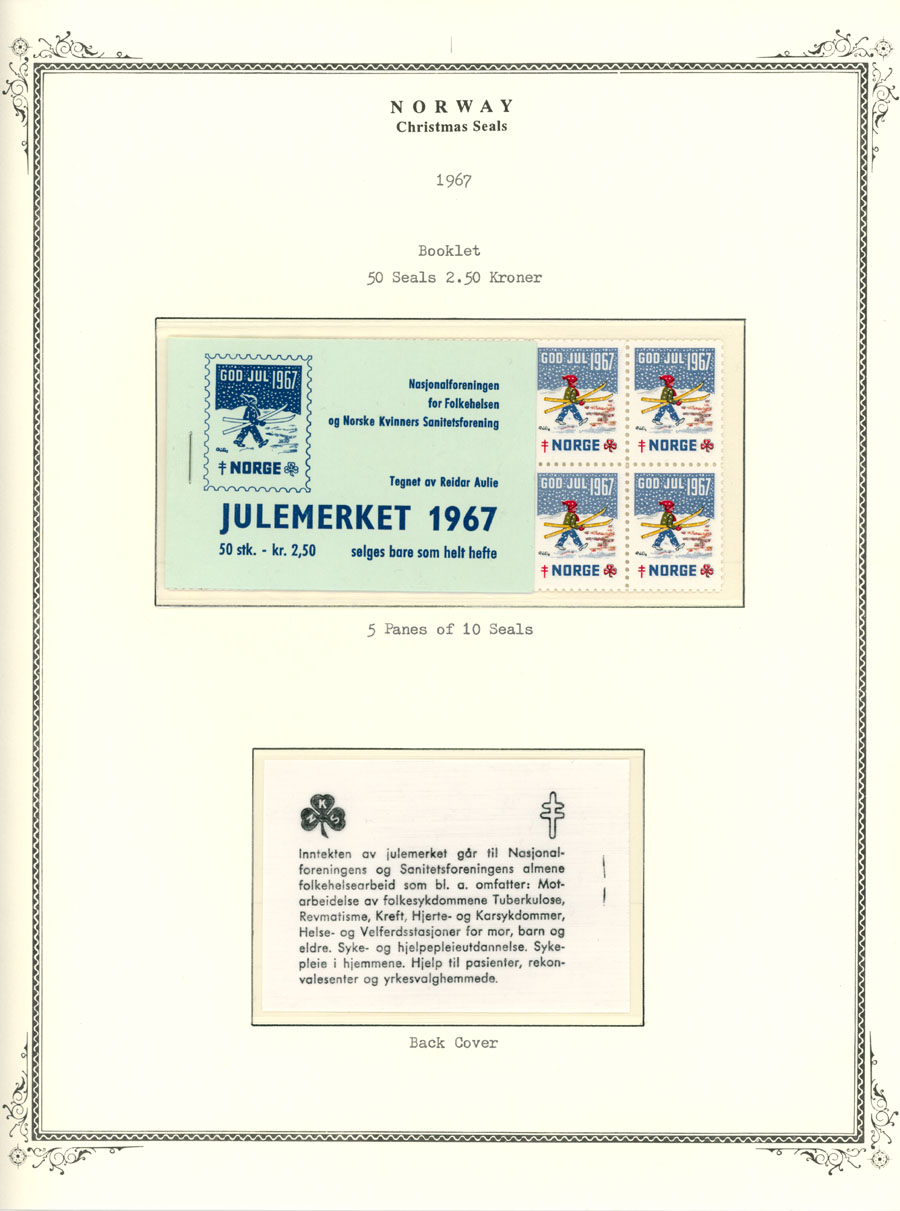 NORWAY
Christmas Seals
1967
Booklet
50 Seals 2.50 Kroner
GOD JUL 1967
NORGE
Nasjonalforeningen
for Folkehelsen
og Norske Kvinners Sanitetsforening
Tegnet av Reidar Aulie
JULEMERKET 1967
50 stk. - kr. 2,50 selges bare som helt hefte
GOD JUL 1967
NORGE
GOD JUL 1967
NORGE
GOD JUL 1967
NORGE
GOD JUL 1967
NORGE
5 Panes of 10 Seals
N K S
Inntekten av julemerket går til Nasjonal-
foreningens og Sanitetsforeningens almene
folkehelsearbeid som bl. a. omfatter: Mot-
arbeidelse av folkesykdommene Tuberkulose,
Revmatisme, Kreft, Hjerte- og Karsykdommer,
Helse- og Velferdsstasjoner for mor, barn og
eldre. Syke- og hjelpepleieutdannelse. Syke-
pleie i hjemmene. Hjelp til pasienter, rekon-
valesenter og yrkesvalghemmede.
Back Cover